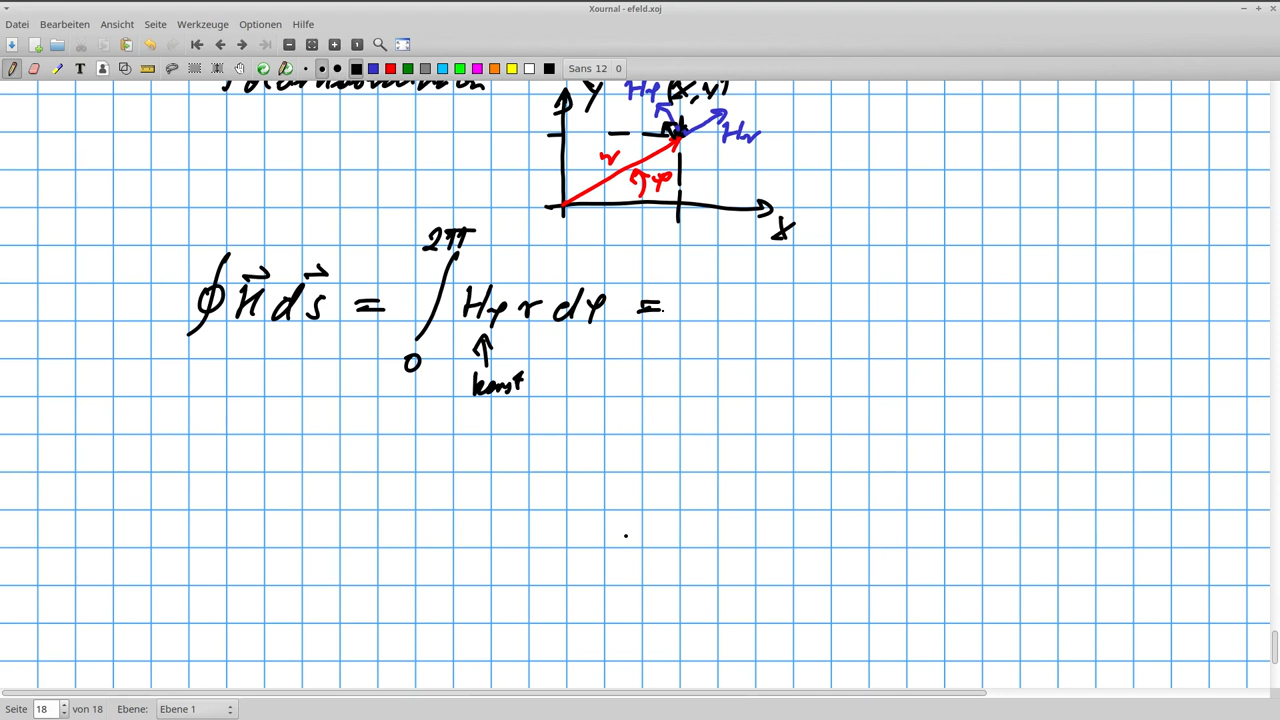 Xournal - efeld.xoj
Datei Bearbeiten Ansicht Seite Werkzeuge Optionen Hilfe
Sans 12 0
y Hφ (x, y)
Hr
r
φ
x
∮ H⃗ ds⃗ = ∫₀^2π Hφ r dφ =
konst
Seite 18 von 18 Ebene: Ebene 1